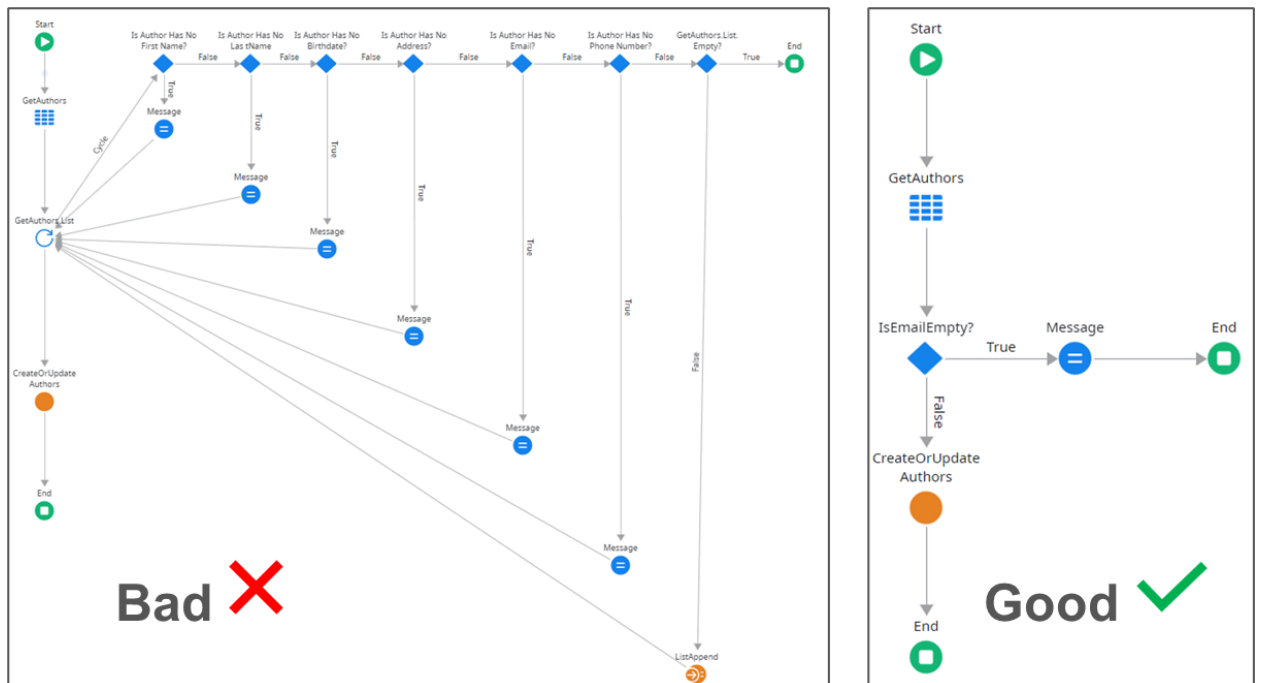 Start
Is Author Has No
First Name?
Is Author Has No
Las tName
Is Author Has No
Birthdate?
Is Author Has No
Address?
Is Author Has No
Email?
Is Author Has No
Phone Number?
GetAuthors.List.
Empty?
End
False
False
False
False
False
False
True
True
GetAuthors
Message
Cycle
True
True
True
True
True
Message
GetAuthors.List
Message
Message
False
CreateOrUpdate
Authors
Message
End
Message
ListAppend
Bad
Start
GetAuthors
IsEmailEmpty?
Message
End
True
False
CreateOrUpdate
Authors
End
Good